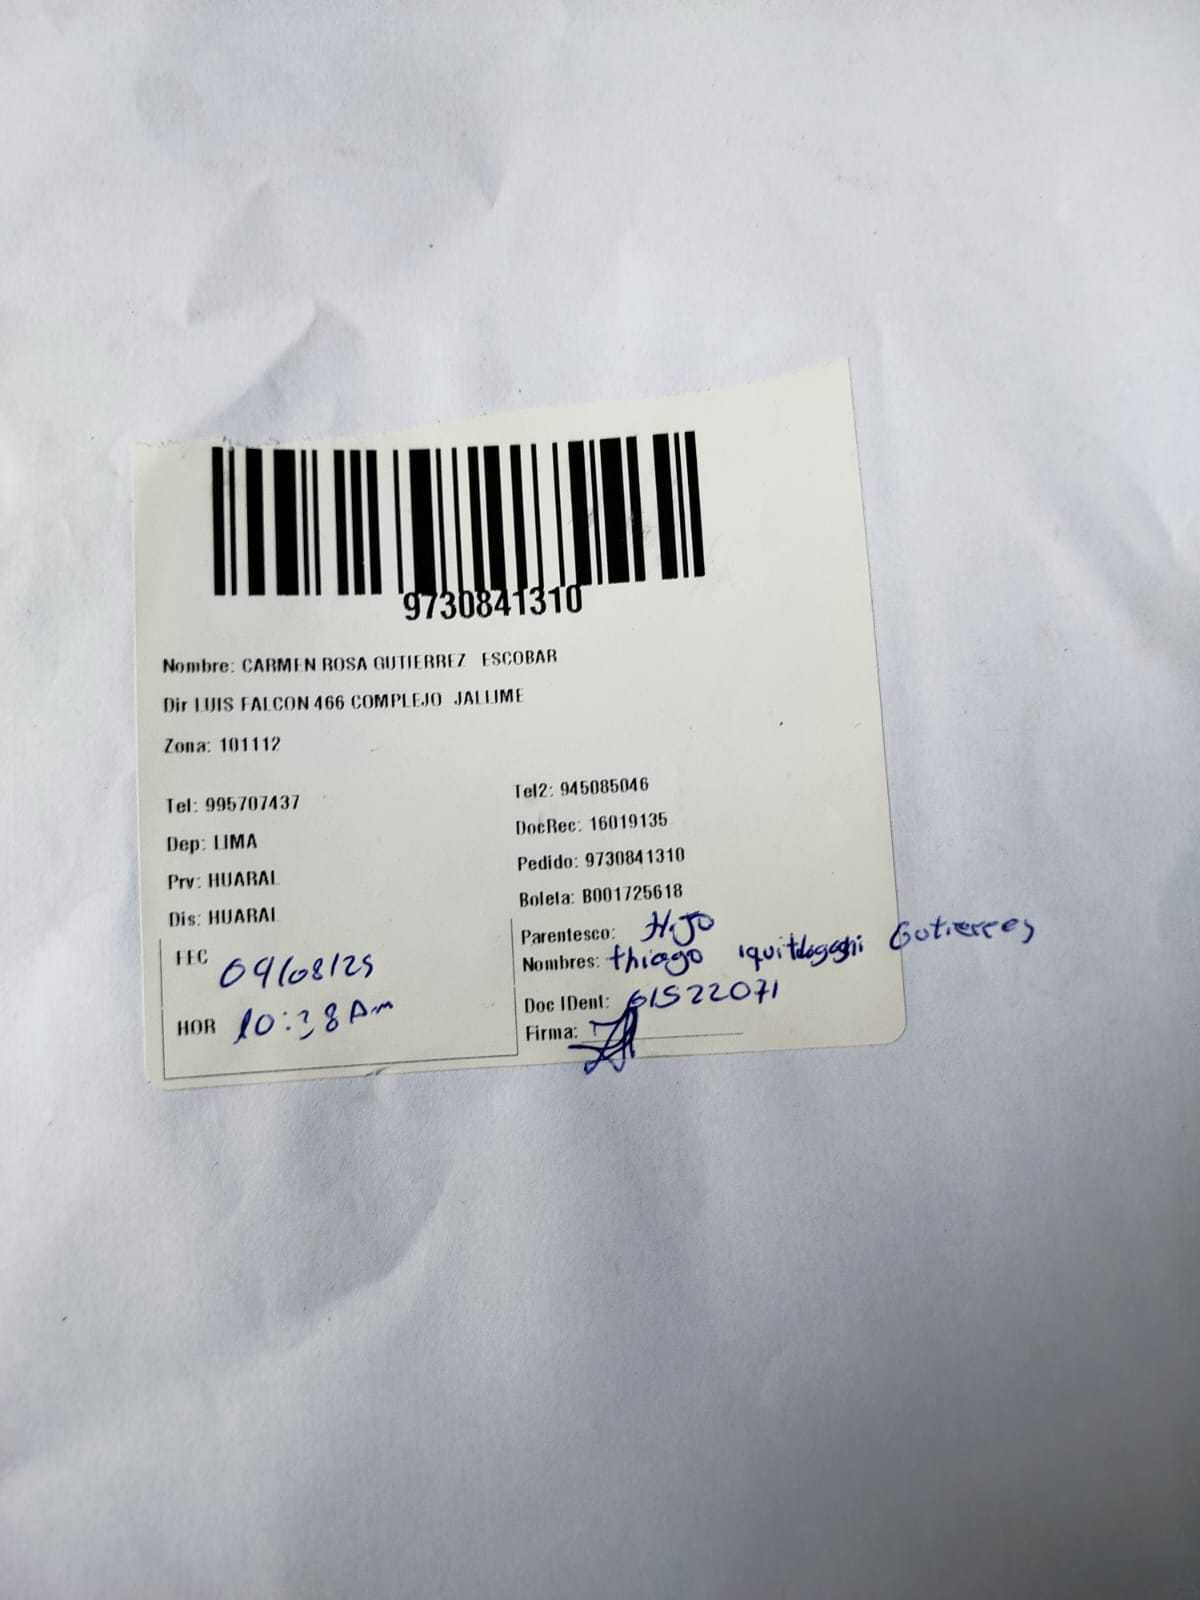 9730841310
Nombre: CARMEN ROSA GUTIERREZ ESCOBAR
Dir LUIS FALCON 466 COMPLEJO JALLIME
Zona: 101112
Tel: 995707437 Tel2: 945085046
Dep: LIMA DocRec: 16019135
Prv: HUARAL Pedido: 9730841310
Dis: HUARAL Boleta: B001725618
FEC 09/08/25 Parentesco: HiJo
Nombres: thiago Gutierres
HOR 10:38 Am Doc IDent: 61522071
Firma: